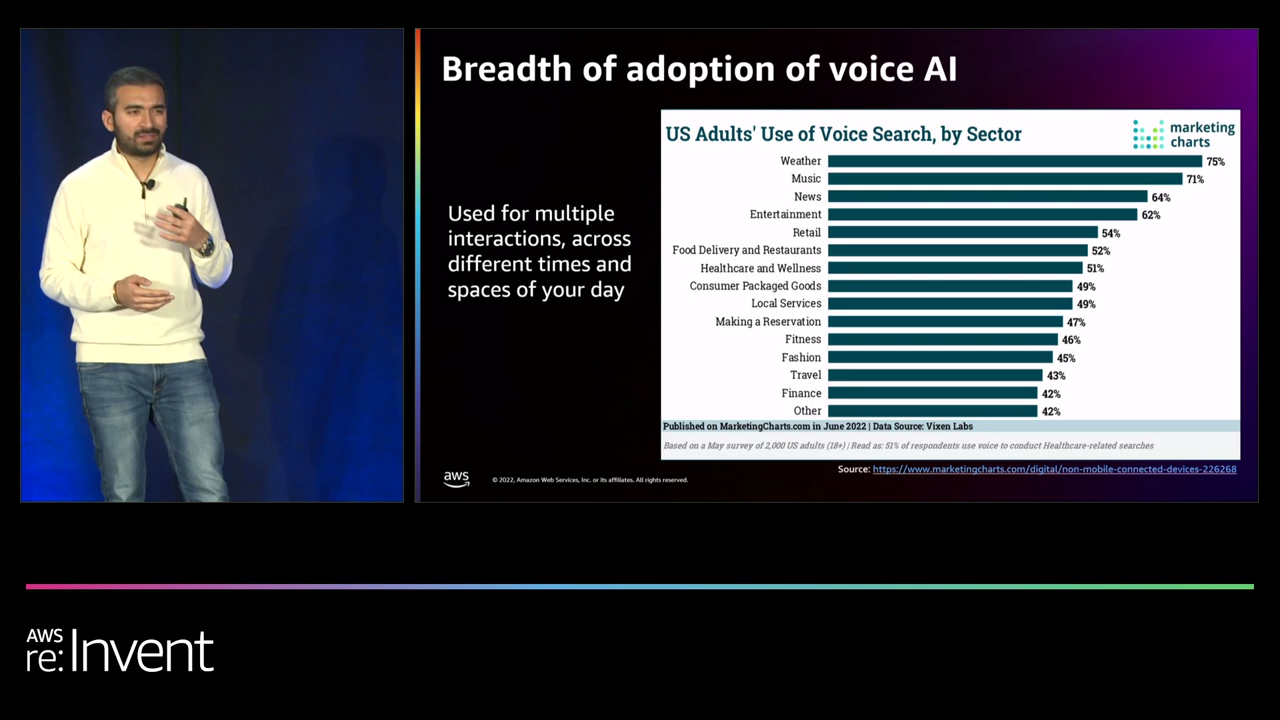 Breadth of adoption of voice AI
Used for multiple
interactions, across
different times and
spaces of your day
US Adults' Use of Voice Search, by Sector
marketing
charts
Weather 75%
Music 71%
News 64%
Entertainment 62%
Retail 54%
Food Delivery and Restaurants 52%
Healthcare and Wellness 51%
Consumer Packaged Goods 49%
Local Services 49%
Making a Reservation 47%
Fitness 46%
Fashion 45%
Travel 43%
Finance 42%
Other 42%
Published on MarketingCharts.com in June 2022 | Data Source: Vixen Labs
Based on a May survey of 2,000 US adults (18+) | Read as: 51% of respondents use voice to conduct Healthcare-related searches
Source: https://www.marketingcharts.com/digital/non-mobile-connected-devices-226268
aws
© 2022, Amazon Web Services, Inc. or its affiliates. All rights reserved.
AWS
re:Invent